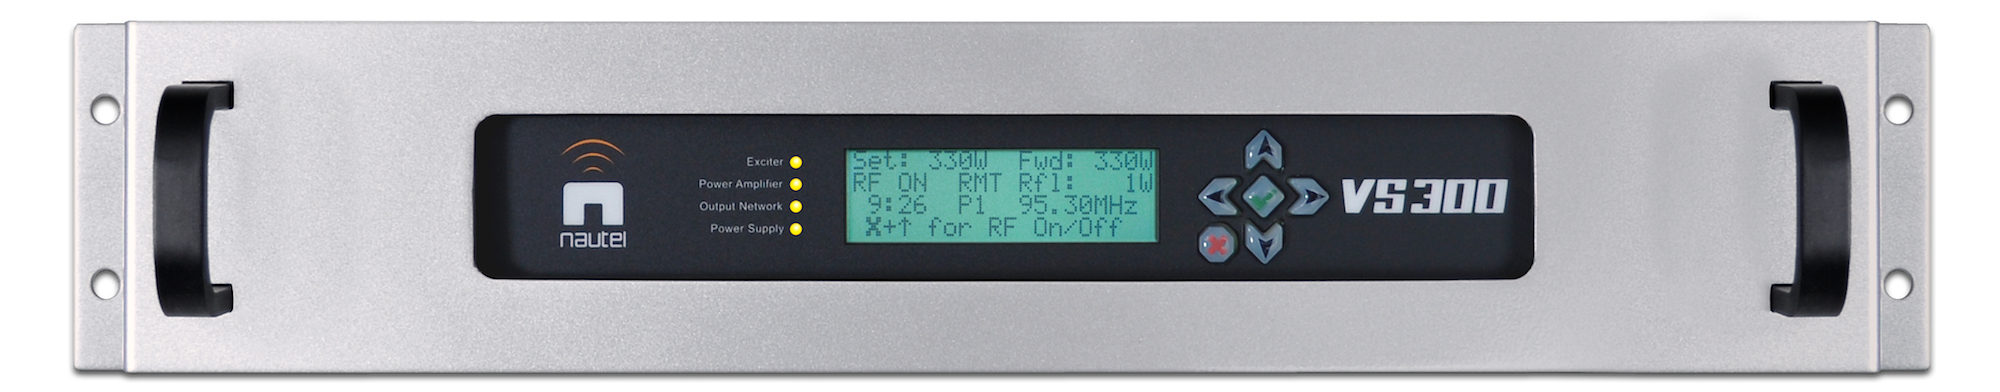 nautel
Exciter
Power Amplifier
Output Network
Power Supply
Set: 330W Fwd: 330W
RF ON RMT Rfl: 1W
9:26 P1 95.30MHz
X+↑ for RF On/Off
VS300